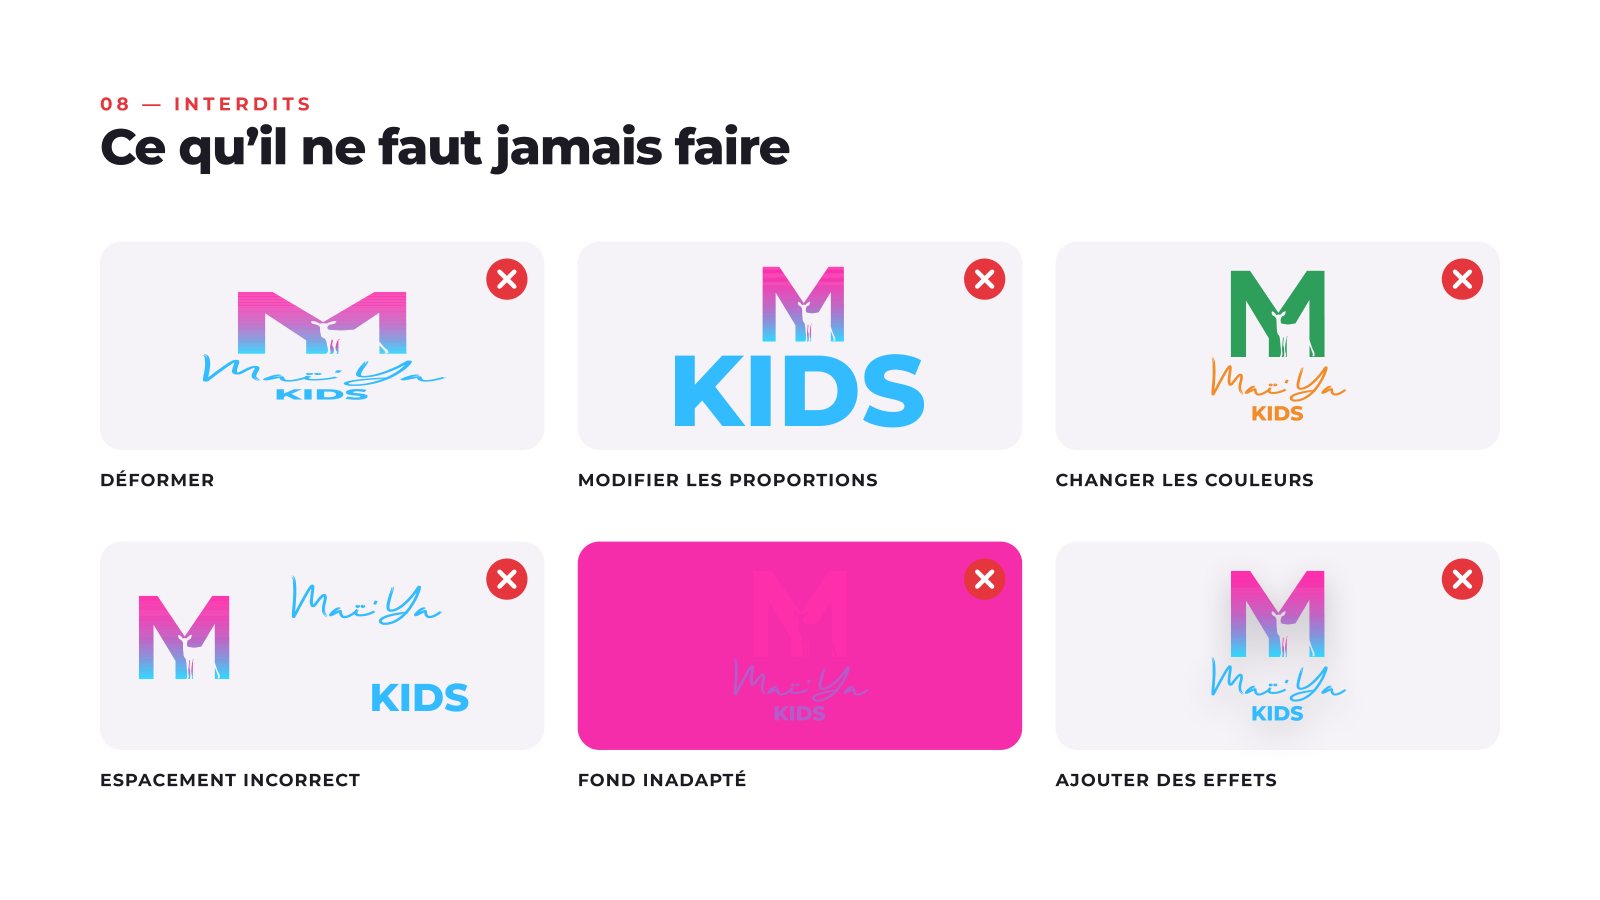 08 — INTERDITS
Ce qu’il ne faut jamais faire
M
Maï·Ya
KIDS
DÉFORMER
M
KIDS
MODIFIER LES PROPORTIONS
M
Maï·Ya
KIDS
CHANGER LES COULEURS
M
Maï·Ya
KIDS
ESPACEMENT INCORRECT
M
Maï·Ya
KIDS
FOND INADAPTÉ
M
Maï·Ya
KIDS
AJOUTER DES EFFETS